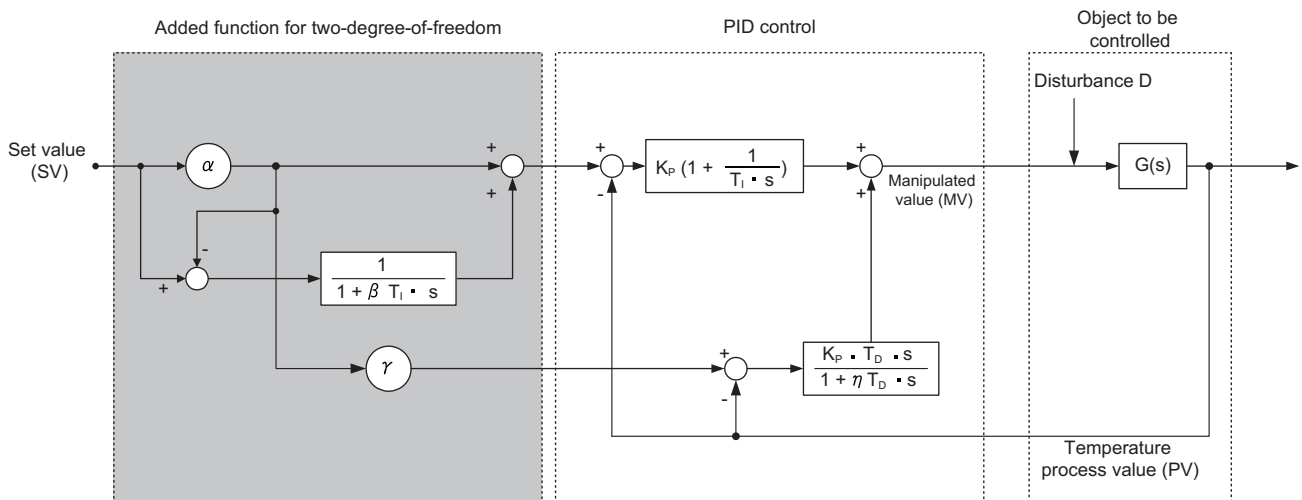 Added function for two-degree-of-freedom
PID control
Object to be
controlled
Disturbance D
Set value
(SV)
α
+
+
+
-
K_P (1 + 1 / T_I · s)
+
+
Manipulated
value (MV)
G(s)
-
+
1 / 1 + β T_I · s
γ
+
-
K_P · T_D · s / 1 + η T_D · s
Temperature
process value (PV)